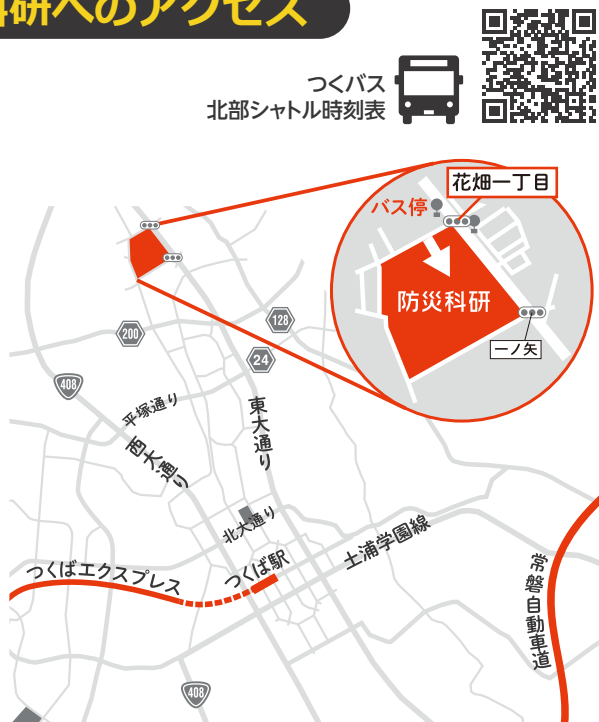 研へのアクセス
つくバス
北部シャトル時刻表
花畑一丁目
バス停
防災科研
一ノ矢
200
128
24
408
平塚通り
東大通り
西大通り
北大通り
土浦学園線
つくばエクスプレス
つくば駅
常磐自動車道
408